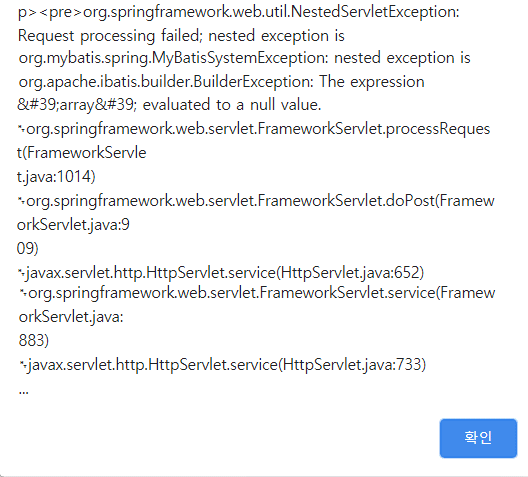 p><pre>org.springframework.web.util.NestedServletException:
Request processing failed; nested exception is
org.mybatis.spring.MyBatisSystemException: nested exception is
org.apache.ibatis.builder.BuilderException: The expression
&#39;array&#39; evaluated to a null value.
org.springframework.web.servlet.FrameworkServlet.processReques
t(FrameworkServle
t.java:1014)
org.springframework.web.servlet.FrameworkServlet.doPost(Framew
orkServlet.java:9
09)
javax.servlet.http.HttpServlet.service(HttpServlet.java:652)
org.springframework.web.servlet.FrameworkServlet.service(Framew
orkServlet.java:
883)
javax.servlet.http.HttpServlet.service(HttpServlet.java:733)
...
확인